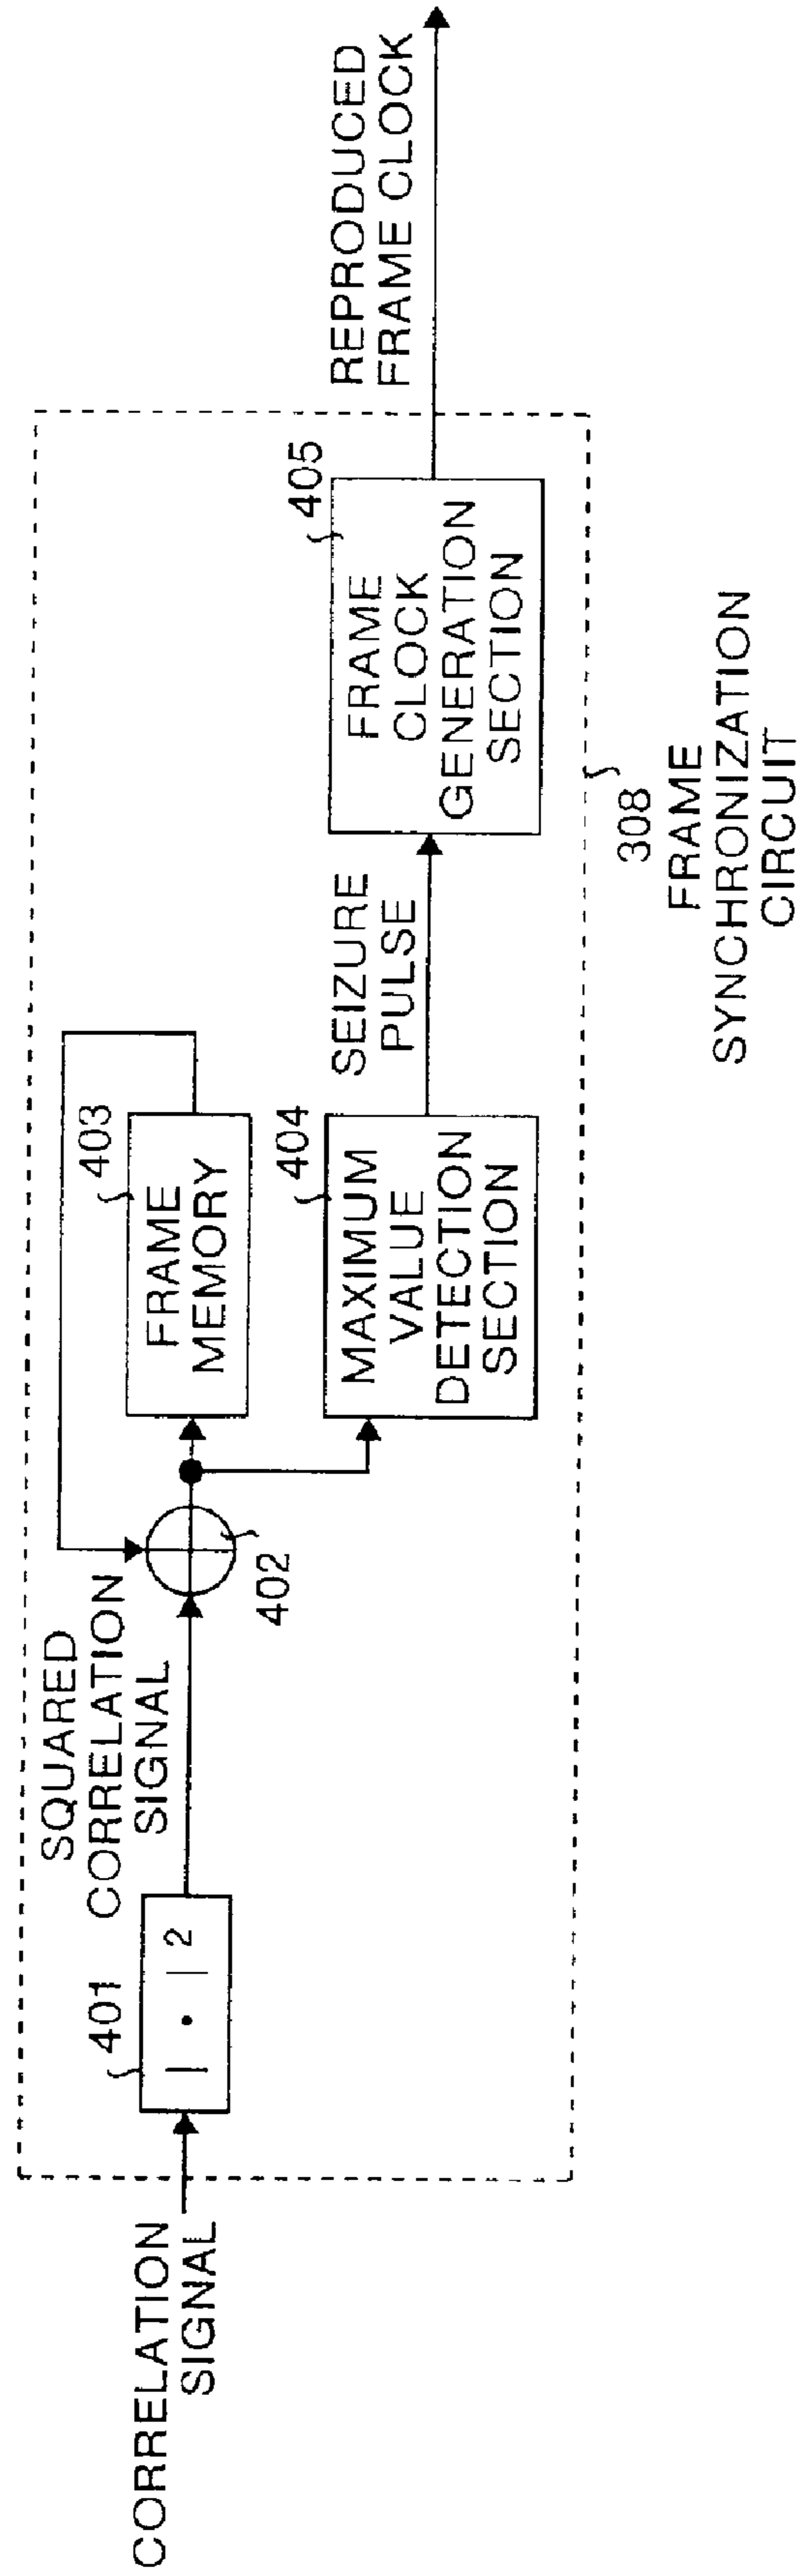 CORRELATION
SIGNAL
401
| • | 2
SQUARED
CORRELATION
SIGNAL
402
403
FRAME
MEMORY
404
MAXIMUM
VALUE
DETECTION
SECTION
SEIZURE
PULSE
405
FRAME
CLOCK
GENERATION
SECTION
REPRODUCED
FRAME CLOCK
308
FRAME
SYNCHRONIZATION
CIRCUIT